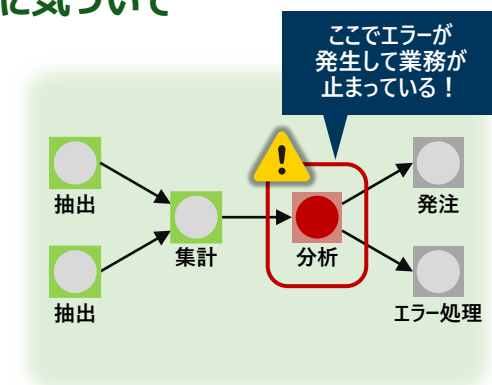 に気づいて
ここでエラーが
発生して業務が
止まっている！
!
抽出
発注
集計
分析
抽出
エラー処理